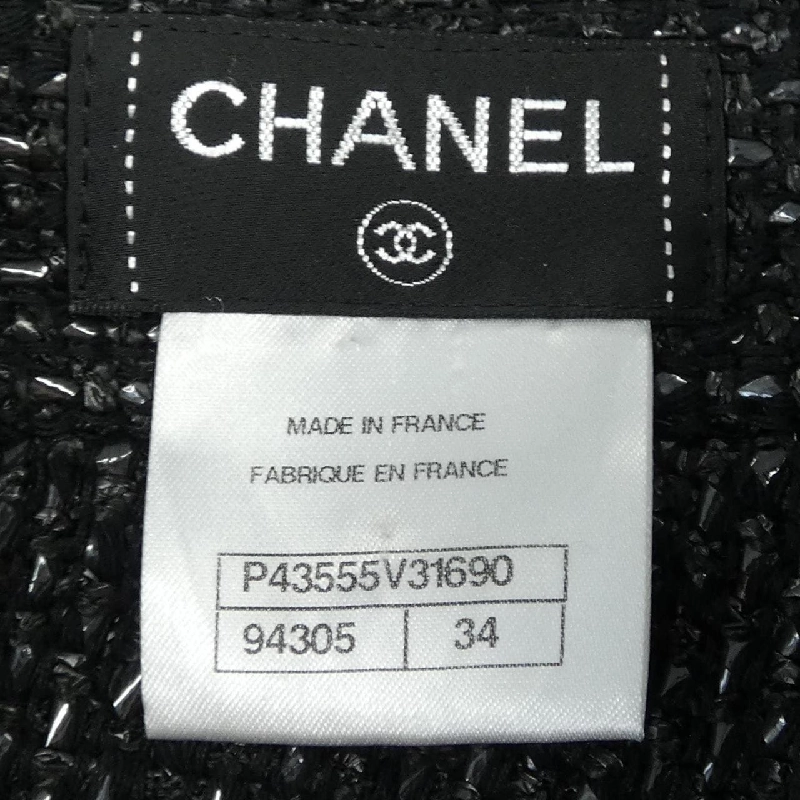 CHANEL
MADE IN FRANCE
FABRIQUE EN FRANCE
P43555V31690
94305 34